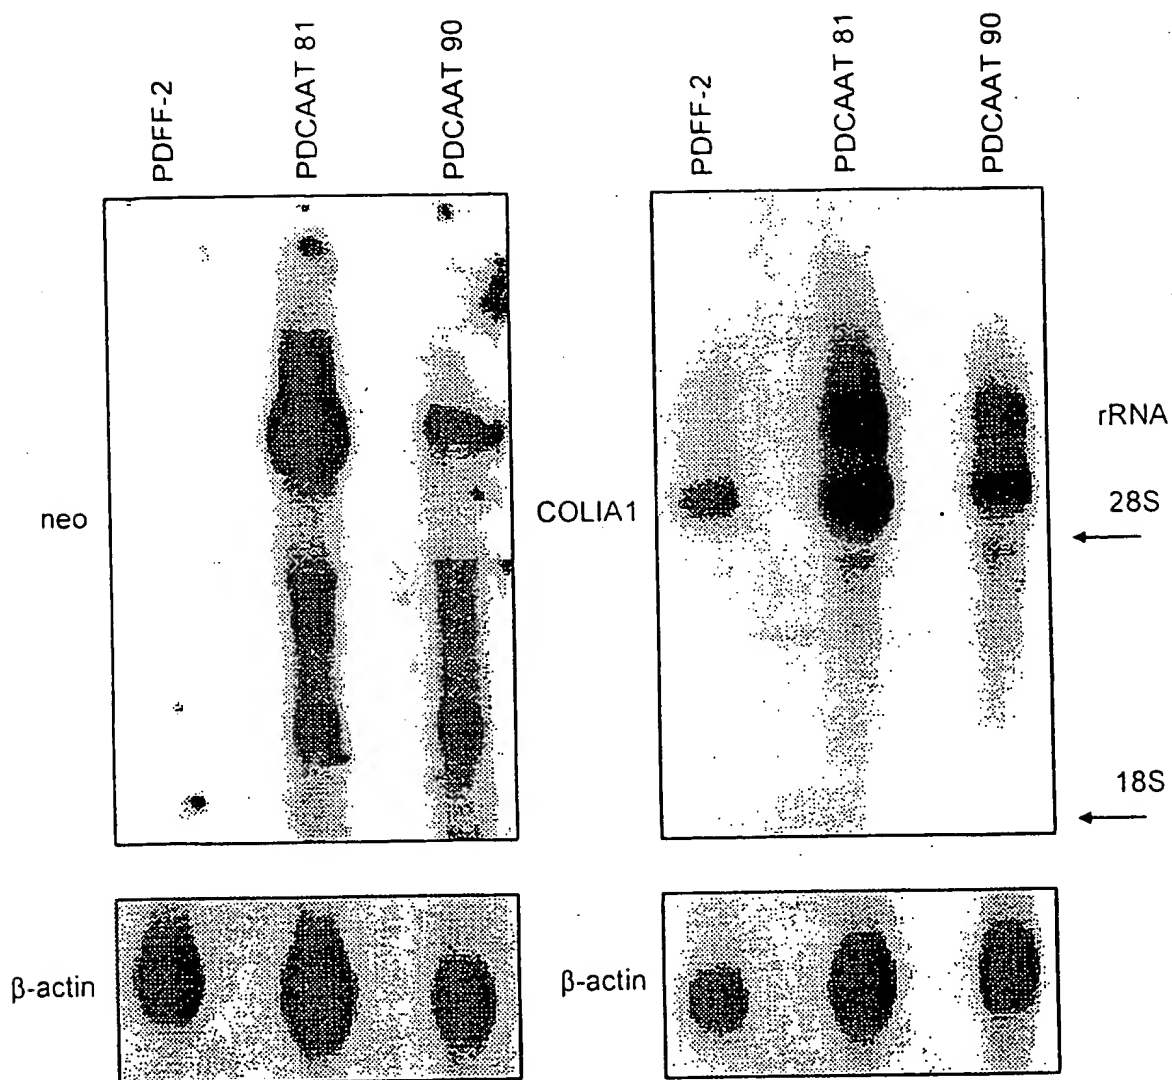 PDFF-2
PDCAAT 81
PDCAAT 90
PDFF-2
PDCAAT 81
PDCAAT 90
neo
COLIA1
rRNA
28S
18S
β-actin
β-actin